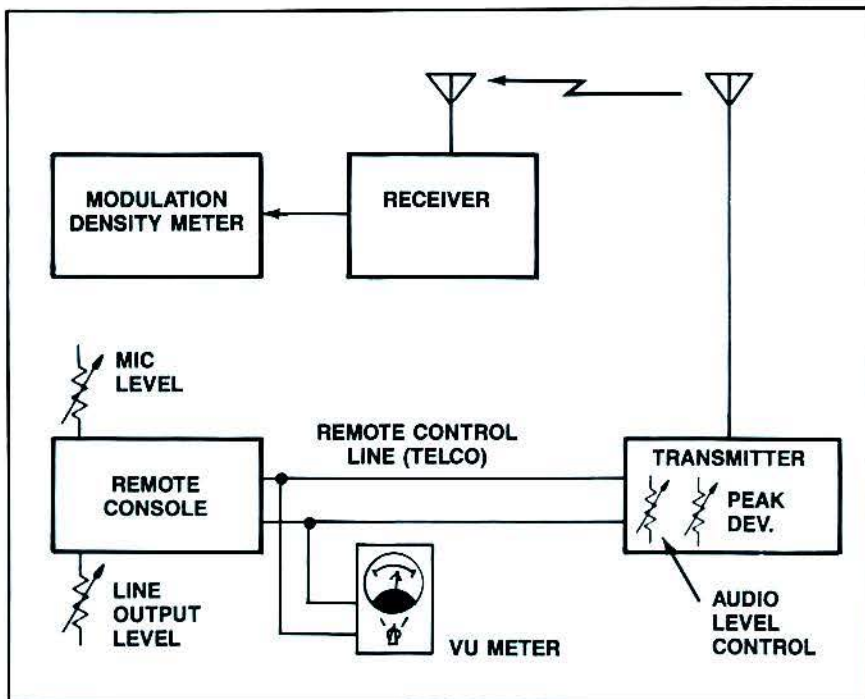 MODULATION
DENSITY METER
RECEIVER
MIC
LEVEL
REMOTE CONTROL
LINE (TELCO)
TRANSMITTER
REMOTE
CONSOLE
PEAK
DEV.
LINE
OUTPUT
LEVEL
VU METER
AUDIO
LEVEL
CONTROL